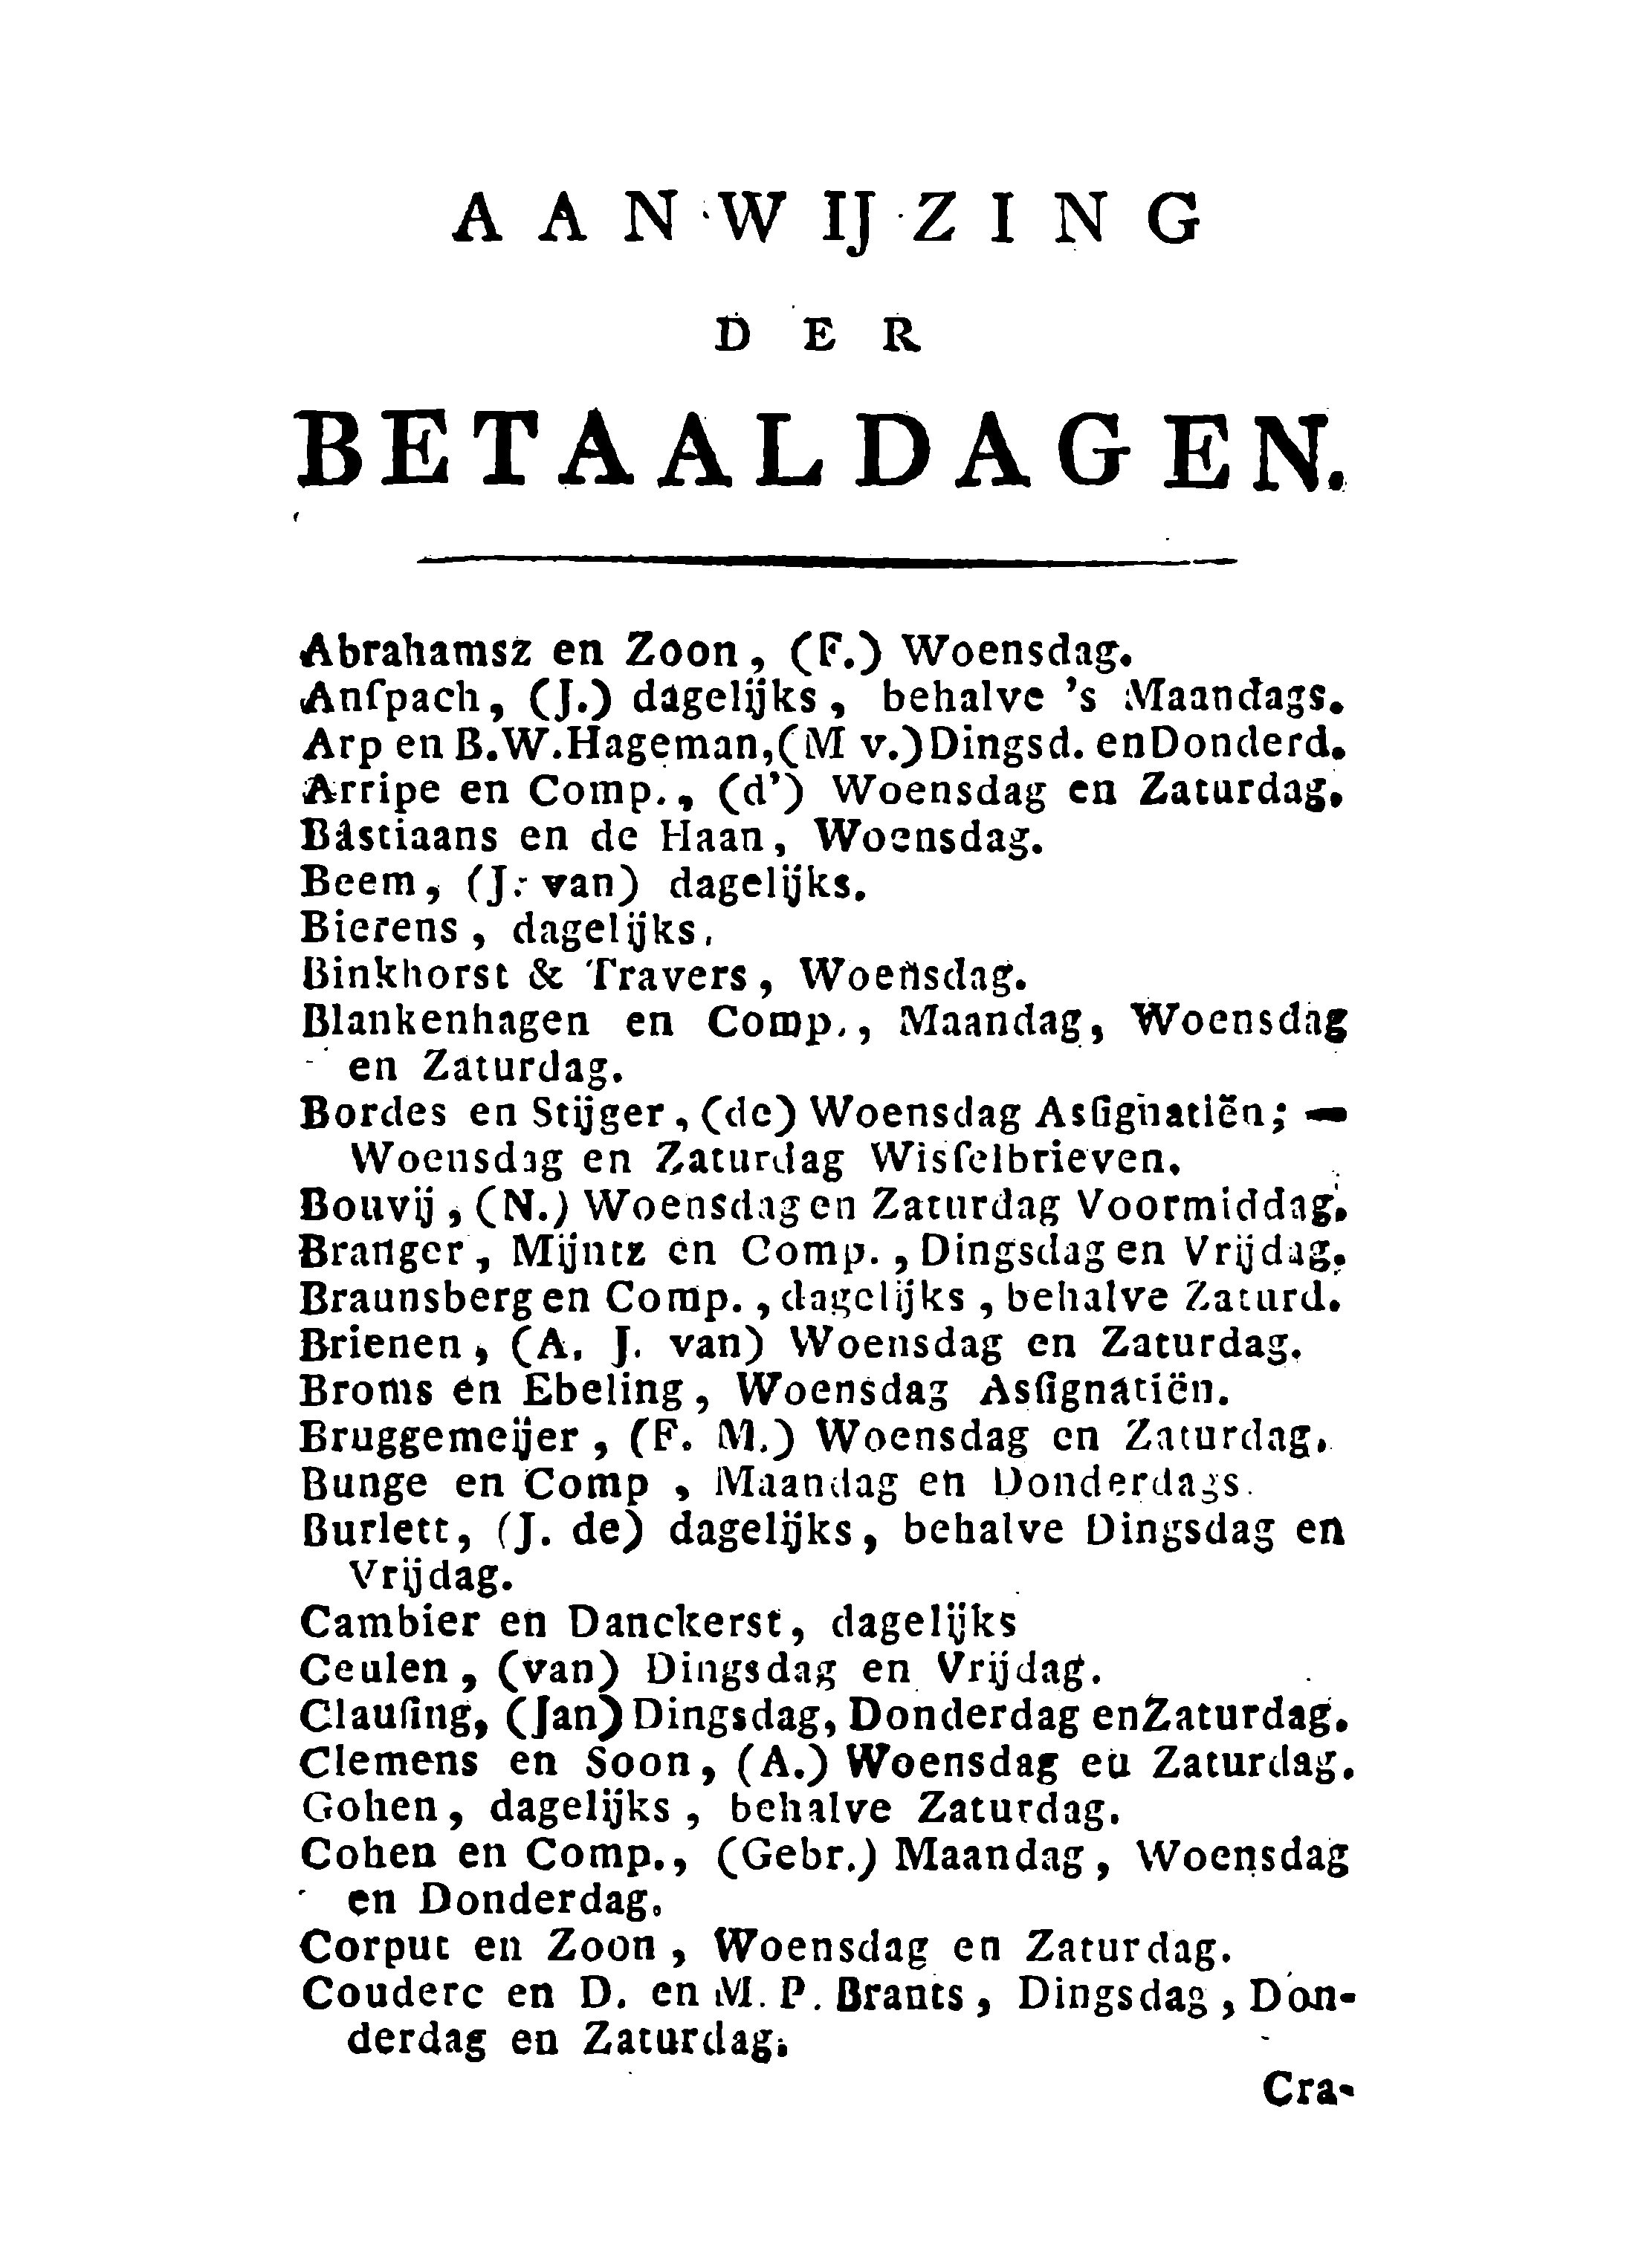 AANWIJZING
DER
BETAALDAGEN.
Abrahamsz en Zoon, (F.) Woensdag.
Anſpach, (J.) dagelijks, behalve 's Maandags.
Arp en B.W.Hageman,(M v.)Dingsd. en Donderd.
Arripe en Comp., (d') Woensdag en Zaturdag.
Bastiaans en de Haan, Woensdag.
Beem, (J. van) dagelijks.
Bierens, dagelijks.
Binkhorst & Travers, Woensdag.
Blankenhagen en Comp., Maandag, Woensdag
en Zaturdag.
Bordes en Stijger, (de) Woensdag Asſignatiën; —
Woensdag en Zaturdag Wisſelbrieven.
Bouvij, (N.) Woensdag en Zaturdag Voormiddag.
Branger, Mijntz en Comp., Dingsdag en Vrijdag.
Braunsberg en Comp., dagelijks, behalve Zaturd.
Brienen, (A. J. van) Woensdag en Zaturdag.
Broms en Ebeling, Woensdag Asſignatiën.
Bruggemeijer, (F. M.) Woensdag en Zaturdag.
Bunge en Comp , Maandag en Donderdags.
Burlett, (J. de) dagelijks, behalve Dingsdag en
Vrijdag.
Cambier en Danckerst, dagelijks
Ceulen, (van) Dingsdag en Vrijdag.
Clauſing, (Jan) Dingsdag, Donderdag en Zaturdag.
Clemens en Soon, (A.) Woensdag eu Zaturdag.
Gohen, dagelijks, behalve Zaturdag.
Cohen en Comp., (Gebr.) Maandag, Woensdag
en Donderdag.
Corput en Zoon, Woensdag en Zaturdag.
Couderc en D. en M. P. Brants, Dingsdag, Don-
derdag en Zaturdag.
Cra-